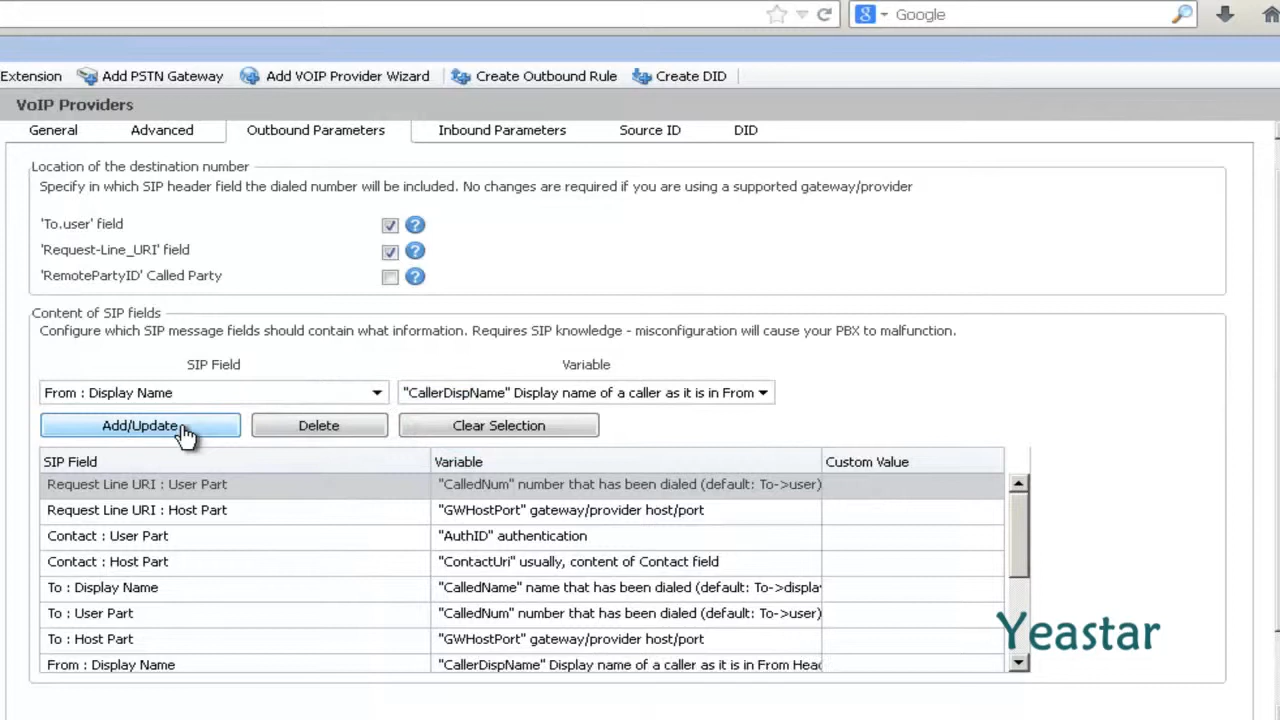 8 Google
Extension Add PSTN Gateway Add VOIP Provider Wizard Create Outbound Rule Create DID
VoIP Providers
General Advanced Outbound Parameters Inbound Parameters Source ID DID
Location of the destination number
Specify in which SIP header field the dialed number will be included. No changes are required if you are using a supported gateway/provider
'To.user' field ?
'Request-Line_URI' field ?
'RemotePartyID' Called Party ?
Content of SIP fields
Configure which SIP message fields should contain what information. Requires SIP knowledge - misconfiguration will cause your PBX to malfunction.
SIP Field Variable
From : Display Name "CallerDispName" Display name of a caller as it is in From
Add/Update Delete Clear Selection
SIP Field Variable Custom Value
Request Line URI : User Part "CalledNum" number that has been dialed (default: To->user)
Request Line URI : Host Part "GWHostPort" gateway/provider host/port
Contact : User Part "AuthID" authentication
Contact : Host Part "ContactUri" usually, content of Contact field
To : Display Name "CalledName" name that has been dialed (default: To->display
To : User Part "CalledNum" number that has been dialed (default: To->user)
To : Host Part "GWHostPort" gateway/provider host/port
From : Display Name "CallerDispName" Display name of a caller as it is in From Head
Yeastar